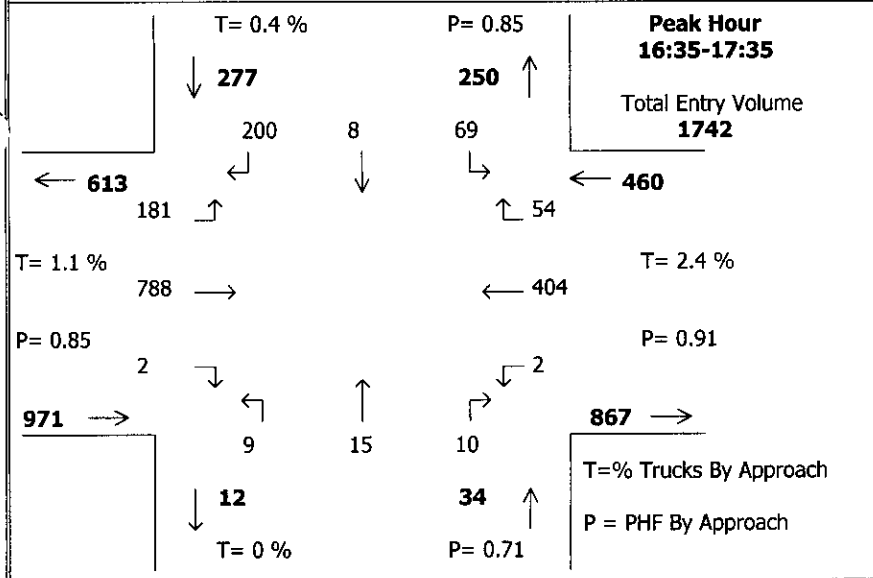 T= 0.4 % P= 0.85 Peak Hour
16:35-17:35
277 250
Total Entry Volume
200 8 69 1742
613 460
181 54
T= 1.1 % T= 2.4 %
788 404
P= 0.85 P= 0.91
2 2
971 867
9 15 10
T=% Trucks By Approach
12 34
P = PHF By Approach
T= 0 % P= 0.71